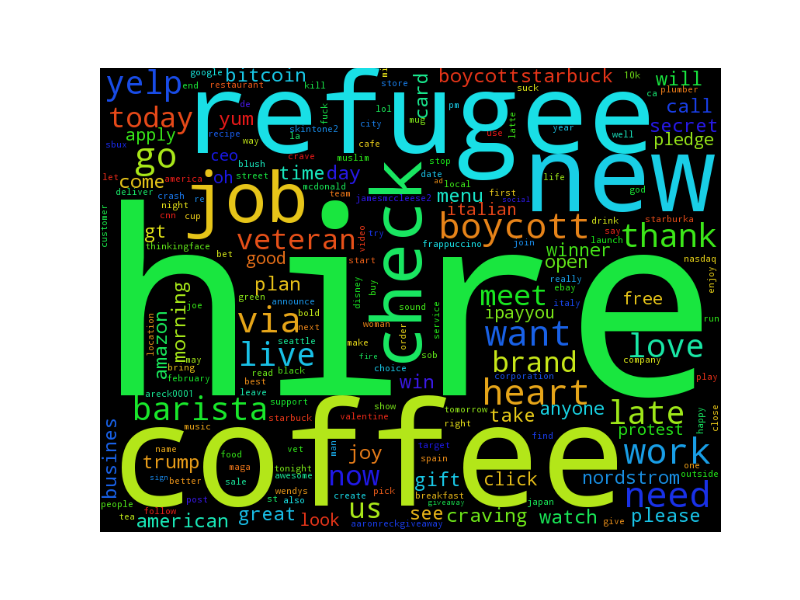 google bitcoin boycottstarbuck 10k will
yelp end restaurant kill store suck ca plumber
refugee
card call
today yum fuck lol pm mug use year secret
apply de recipe skintone2 city latte well
sbux way la cafe pledge
go ceo blush crave muslim stop life god new
let come america oh street time day mcdonald date ad local menu first
deliver crash re team jamesmccleese2 social
night cup job italian
customer cnn try drink starburka
gt boycott say thank
thinkingface veteran video frappuccino join launch
bet winner nasdaq
good start check open enjoy
location plan disney buy sound ebay really
green announce meet italy free
joe via bold woman order service ipayyou run
amazon morning next seattle make want love
may live fire sob company
bring read black choice brand
february best win corporation play
areck0001 leave hire heart
barista support valentine show tomorrow take anyone late happy close
music starbuck right protest
busines name vet man target find work
trump food joy spain
sign maga tonight now click nordstrom one
better awesome gift outside
sale wendys breakfast need
people post also create pick giveaway japan
tea follow st us see craving give please
american great look aaronreckgiveaway watch
coffee